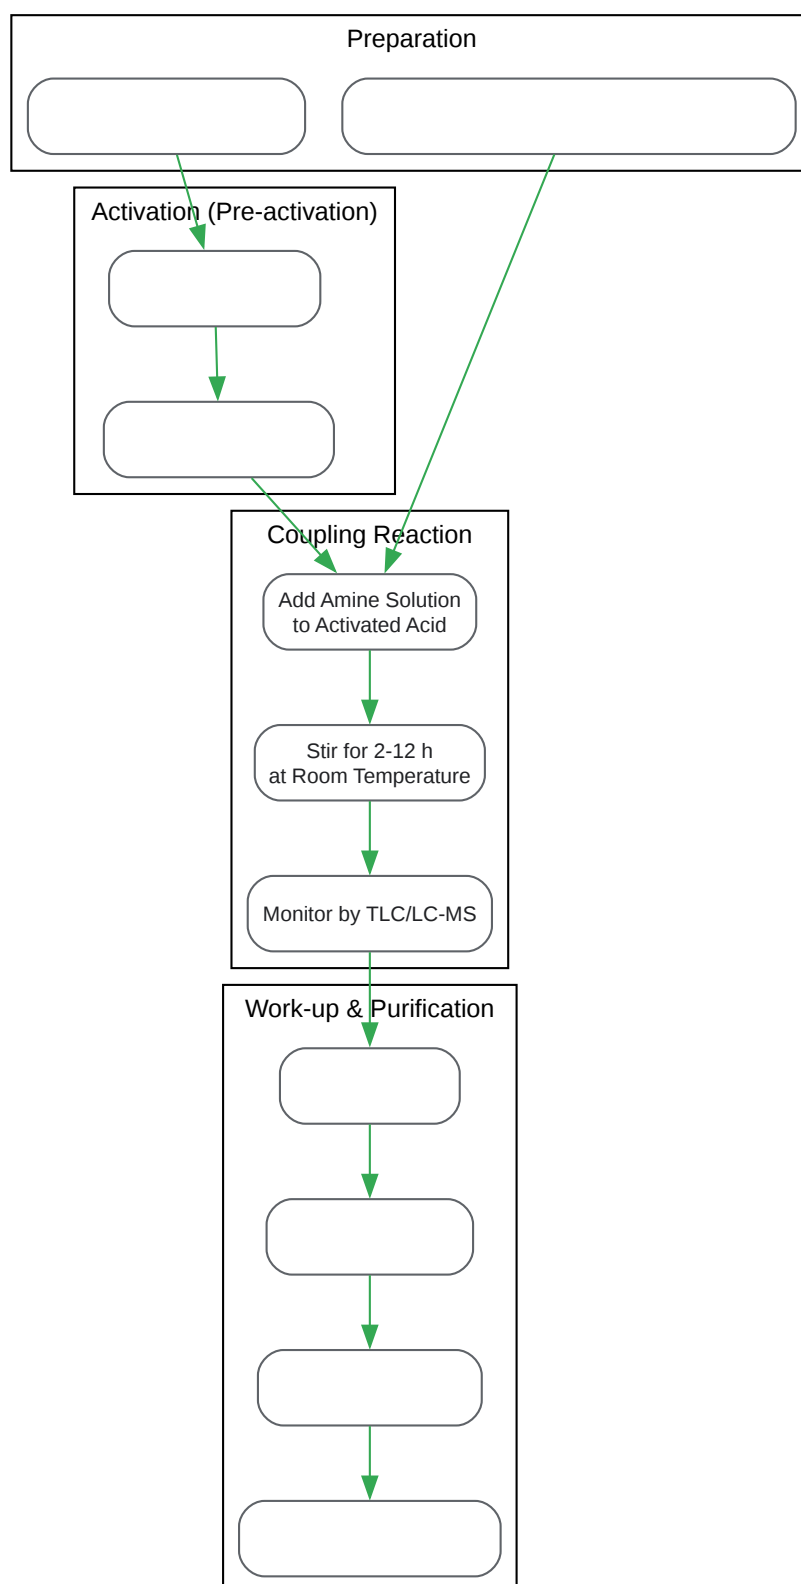 Preparation
Activation (Pre-activation)
Coupling Reaction
Add Amine Solution
to Activated Acid
Stir for 2-12 h
at Room Temperature
Monitor by TLC/LC-MS
Work-up & Purification